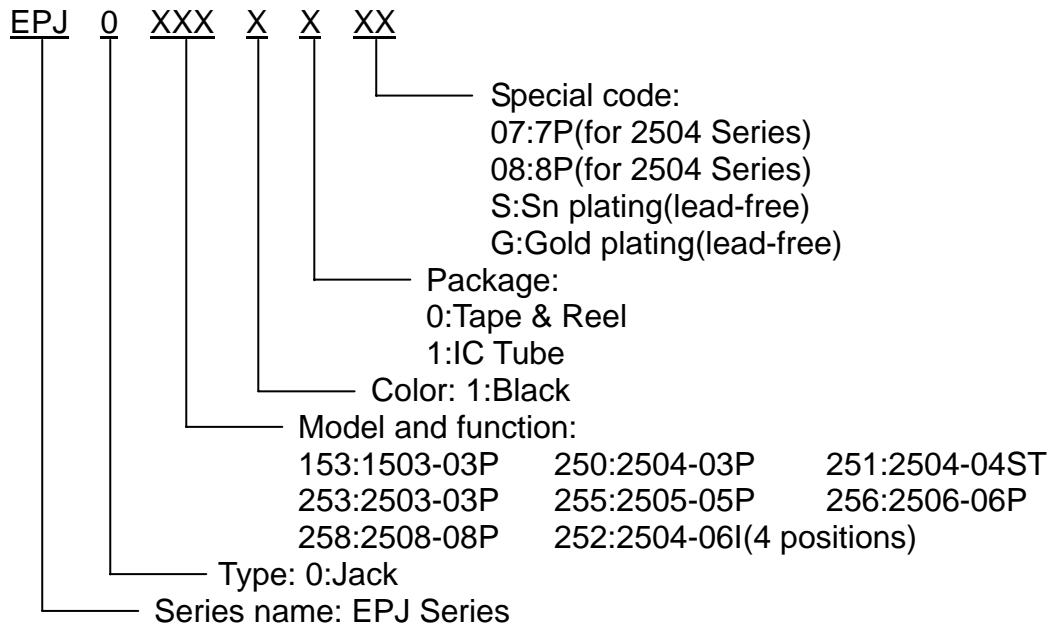 EPJ 0 XXX X X XX
Special code:
07:7P(for 2504 Series)
08:8P(for 2504 Series)
S:Sn plating(lead-free)
G:Gold plating(lead-free)
Package:
0:Tape & Reel
1:IC Tube
Color: 1:Black
Model and function:
153:1503-03P 250:2504-03P 251:2504-04ST
253:2503-03P 255:2505-05P 256:2506-06P
258:2508-08P 252:2504-06I(4 positions)
Type: 0:Jack
Series name: EPJ Series